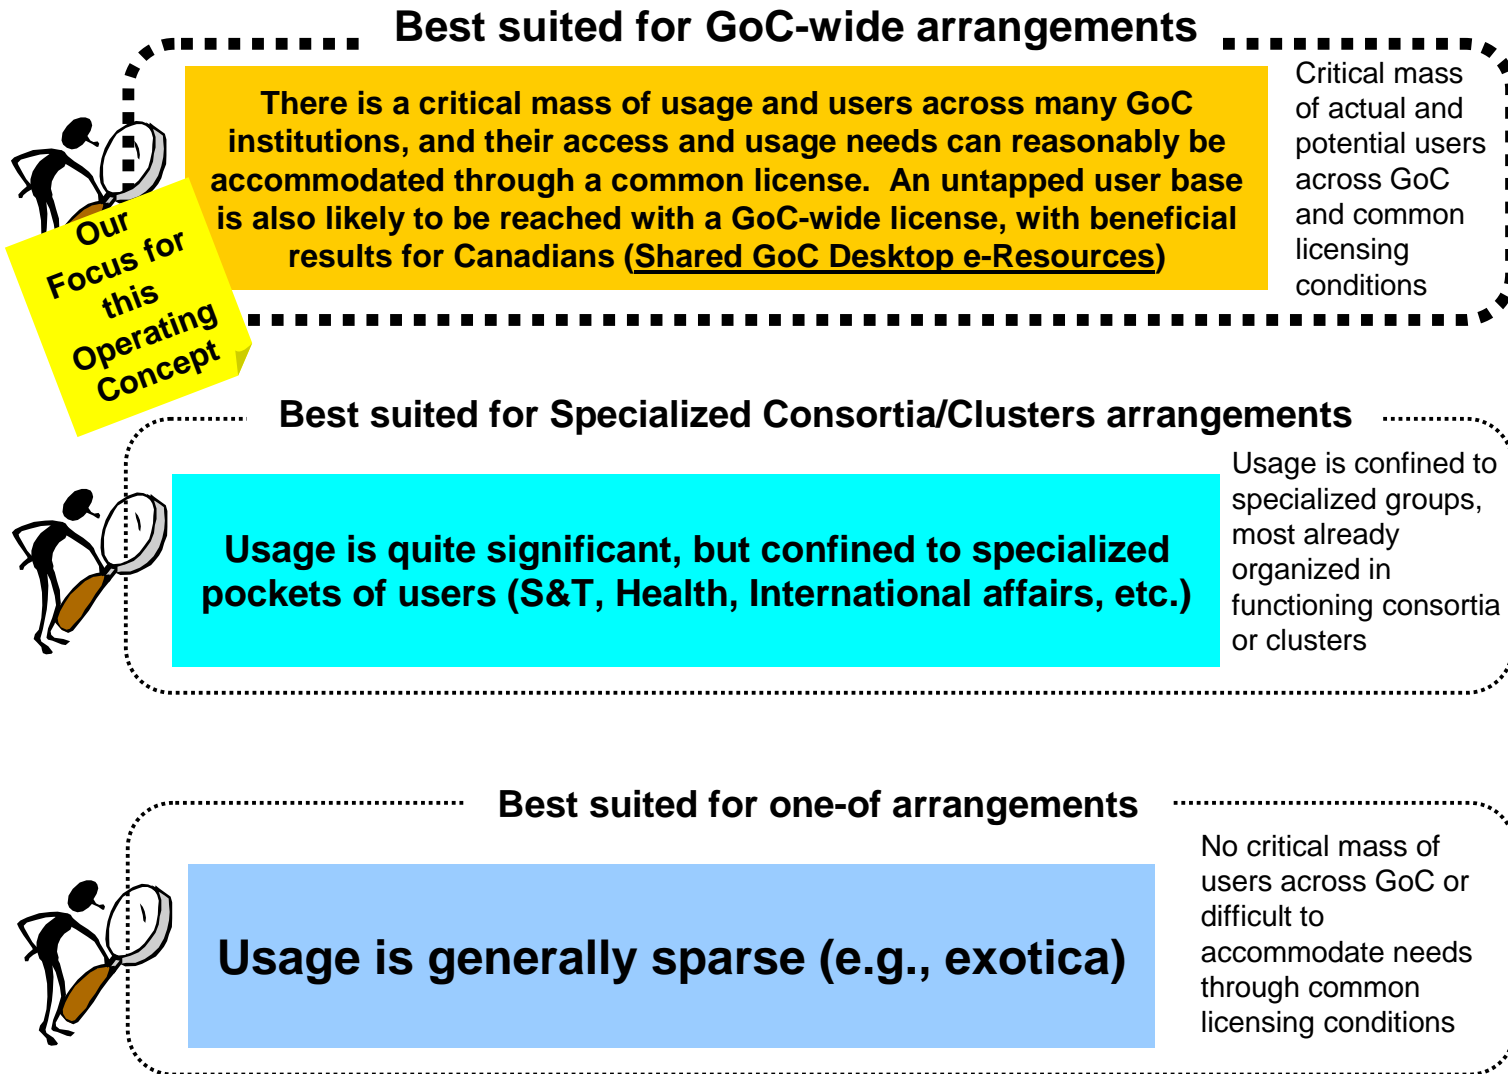 Best suited for GoC-wide arrangements
There is a critical mass of usage and users across many GoC
institutions, and their access and usage needs can reasonably be
accommodated through a common license. An untapped user base
is also likely to be reached with a GoC-wide license, with beneficial
results for Canadians (Shared GoC Desktop e-Resources)
Critical mass
of actual and
potential users
across GoC
and common
licensing
conditions
Our
Focus for
this
Operating
Concept
Best suited for Specialized Consortia/Clusters arrangements
Usage is quite significant, but confined to specialized
pockets of users (S&T, Health, International affairs, etc.)
Usage is confined to
specialized groups,
most already
organized in
functioning consortia
or clusters
Best suited for one-of arrangements
Usage is generally sparse (e.g., exotica)
No critical mass of
users across GoC or
difficult to
accommodate needs
through common
licensing conditions